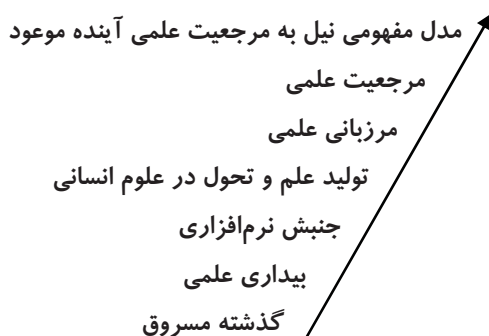 مدل مفهومی نیل به مرجعیت علمی آینده موعود
مرجعیت علمی
مرزبانی علمی
تولید علم و تحول در علوم انسانی
جنبش نرم‌افزاری
بیداری علمی
گذشته مسروق